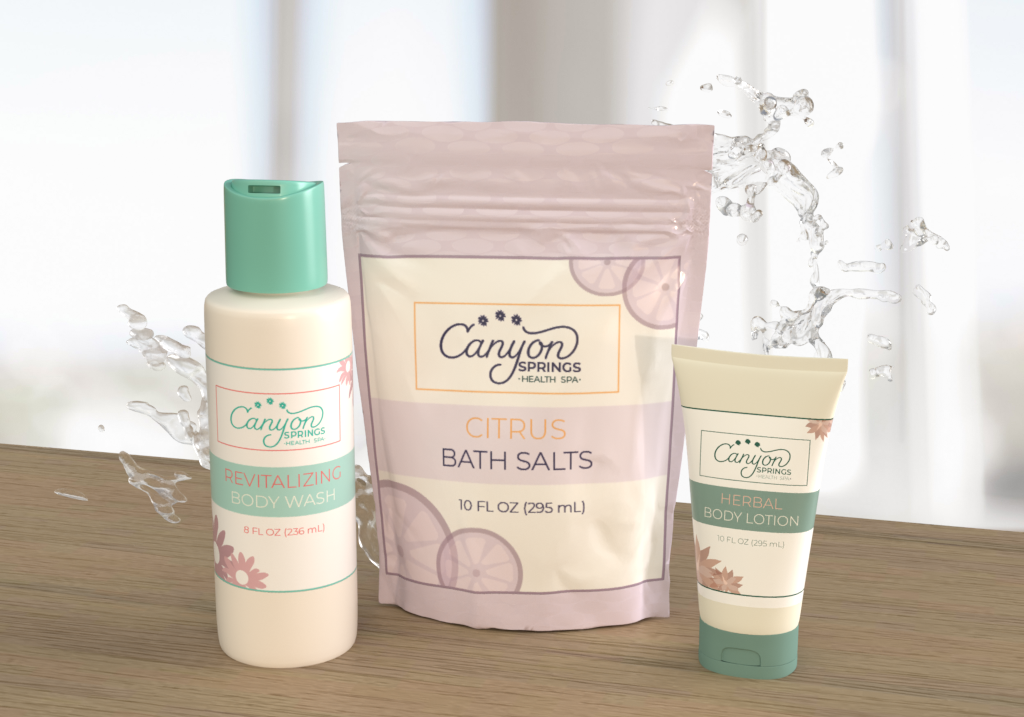 Canyon
SPRINGS
·HEALTH SPA·
REVITALIZING
BODY WASH
8 FL OZ (236 mL)
Canyon
SPRINGS
·HEALTH SPA·
CITRUS
BATH SALTS
10 FL OZ (295 mL)
Canyon
SPRINGS
·HEALTH SPA·
HERBAL
BODY LOTION
10 FL OZ (295 mL)